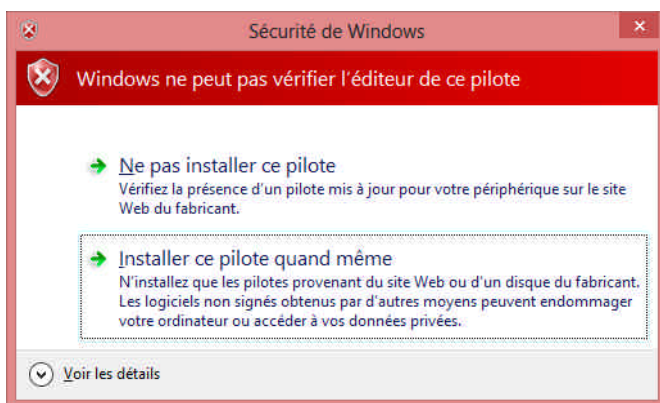 Sécurité de Windows
Windows ne peut pas vérifier l'éditeur de ce pilote
Ne pas installer ce pilote
Vérifiez la présence d'un pilote mis à jour pour votre périphérique sur le site
Web du fabricant.
Installer ce pilote quand même
N'installez que les pilotes provenant du site Web ou d'un disque du fabricant.
Les logiciels non signés obtenus par d'autres moyens peuvent endommager
votre ordinateur ou accéder à vos données privées.
Voir les détails